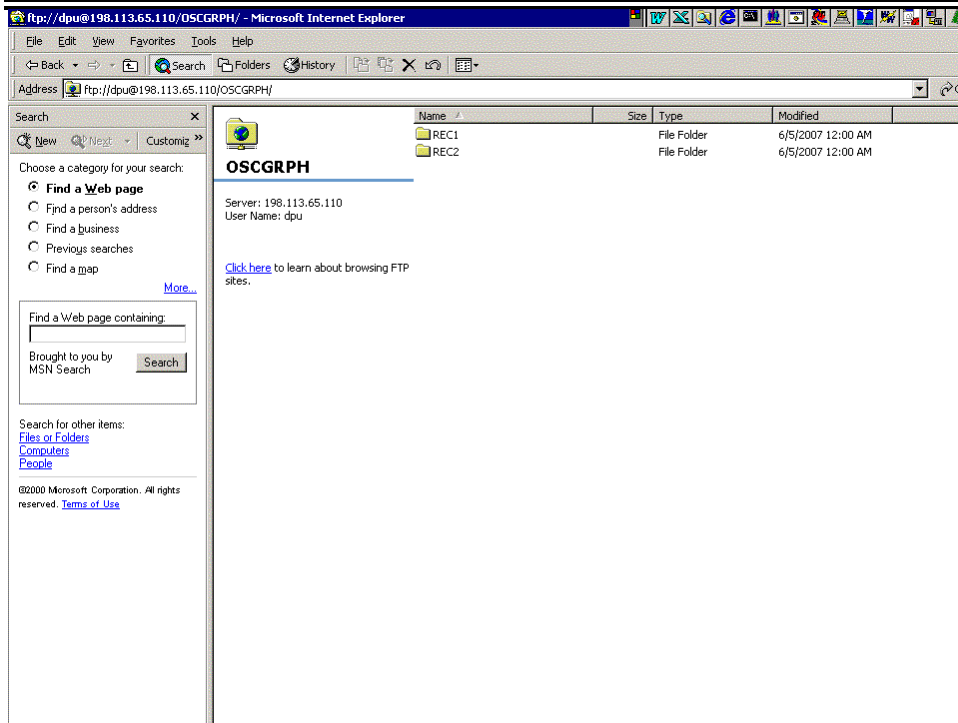 ftp://dpu@198.113.65.110/OSCGRPH/ - Microsoft Internet Explorer
File Edit View Favorites Tools Help
Back Search Folders History
Address ftp://dpu@198.113.65.110/OSCGRPH/
Search
New Next Customiz
Choose a category for your search:
Find a Web page
Find a person's address
Find a business
Previous searches
Find a map
More...
Find a Web page containing:
Brought to you by
MSN Search
Search
Search for other items:
Files or Folders
Computers
People
©2000 Microsoft Corporation. All rights
reserved. Terms of Use
OSCGRPH
Server: 198.113.65.110
User Name: dpu
Click here to learn about browsing FTP
sites.
Name Size Type Modified
REC1 File Folder 6/5/2007 12:00 AM
REC2 File Folder 6/5/2007 12:00 AM